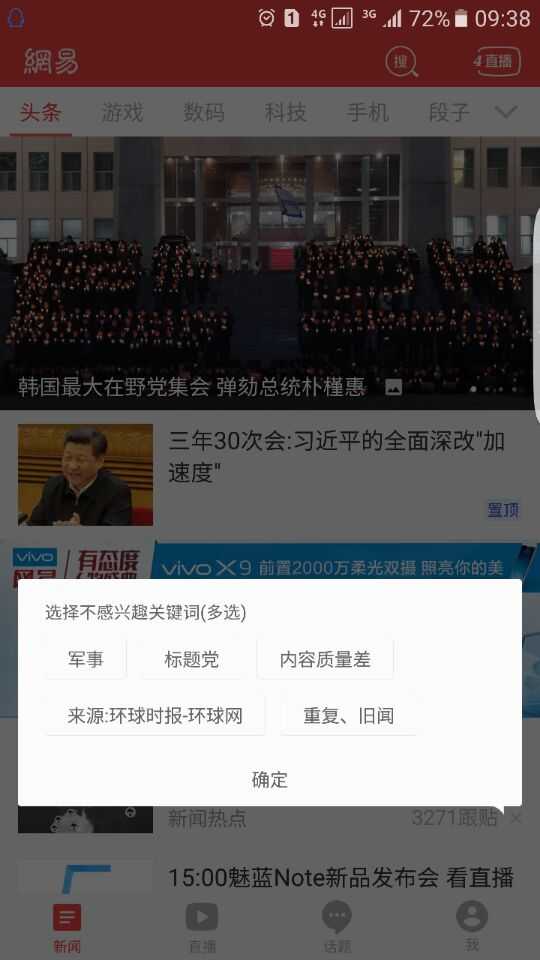 1 4G 3G 72% 09:38
網易 搜 直播
头条 游戏 数码 科技 手机 段子
韩国最大在野党集会 弹劾总统朴槿惠
三年30次会:习近平的全面深改"加
速度"
置顶
vivo 有态度
vivo X9 前置2000万柔光双摄 照亮你的美
选择不感兴趣关键词(多选)
军事 标题党 内容质量差
来源:环球时报-环球网 重复、旧闻
确定
新闻热点 3271跟贴
15:00魅蓝Note新品发布会 看直播
新闻 直播 话题 我